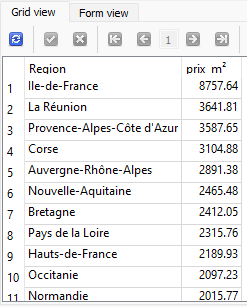 Grid view Form view
1
Region prix_m²
1 Ile-de-France 8757.64
2 La Réunion 3641.81
3 Provence-Alpes-Côte d'Azur 3587.65
4 Corse 3104.88
5 Auvergne-Rhône-Alpes 2891.38
6 Nouvelle-Aquitaine 2465.48
7 Bretagne 2412.05
8 Pays de la Loire 2315.76
9 Hauts-de-France 2189.93
10 Occitanie 2097.23
11 Normandie 2015.77